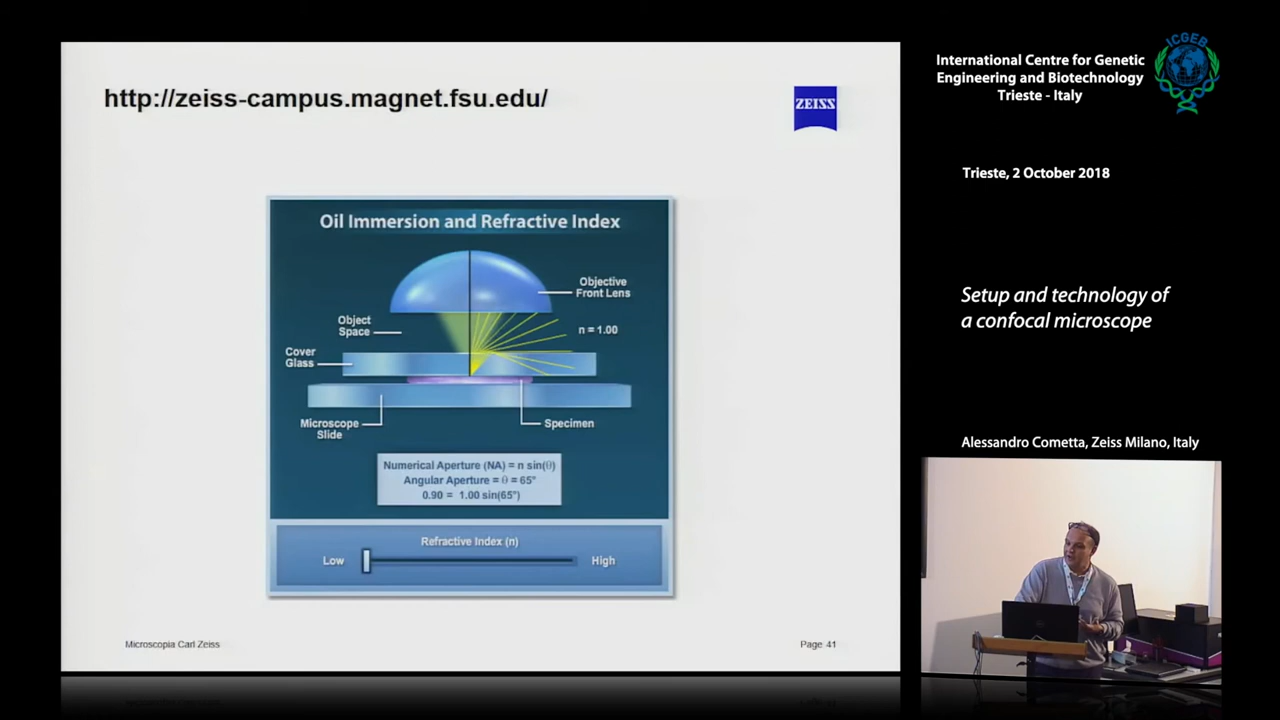 http://zeiss-campus.magnet.fsu.edu/
ZEISS
Oil Immersion and Refractive Index
Objective
Front Lens
Object
Space
n = 1.00
Cover
Glass
Microscope
Slide
Specimen
Numerical Aperture (NA) = n sin(θ)
Angular Aperture = θ = 65°
0.90 = 1.00 sin(65°)
Refractive Index (n)
Low
High
Microscopia Carl Zeiss
Page 41
International Centre for Genetic
Engineering and Biotechnology
Trieste - Italy
ICGEB
Trieste, 2 October 2018
Setup and technology of
a confocal microscope
Alessandro Cometta, Zeiss Milano, Italy